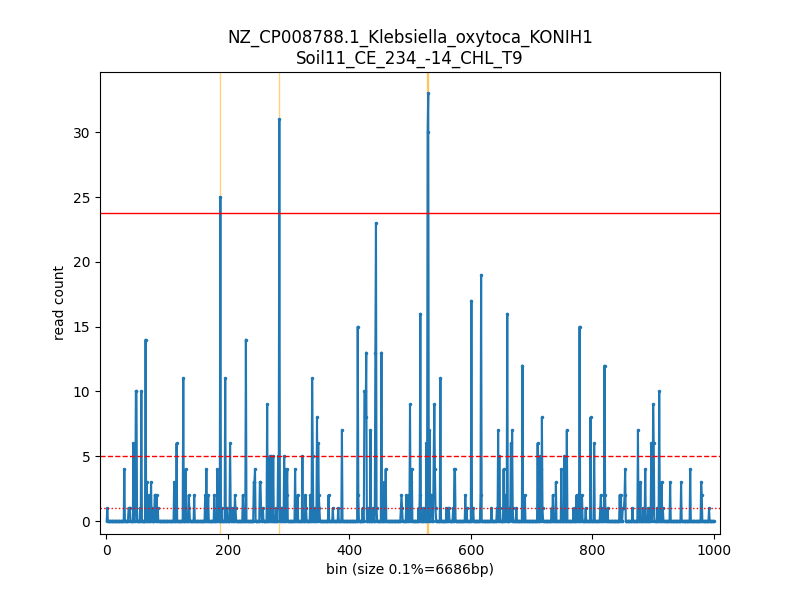 NZ_CP008788.1_Klebsiella_oxytoca_KONIH1
Soil11_CE_234_-14_CHL_T9
30
25
20
15
10
5
0
read count
0 200 400 600 800 1000
bin (size 0.1%=6686bp)